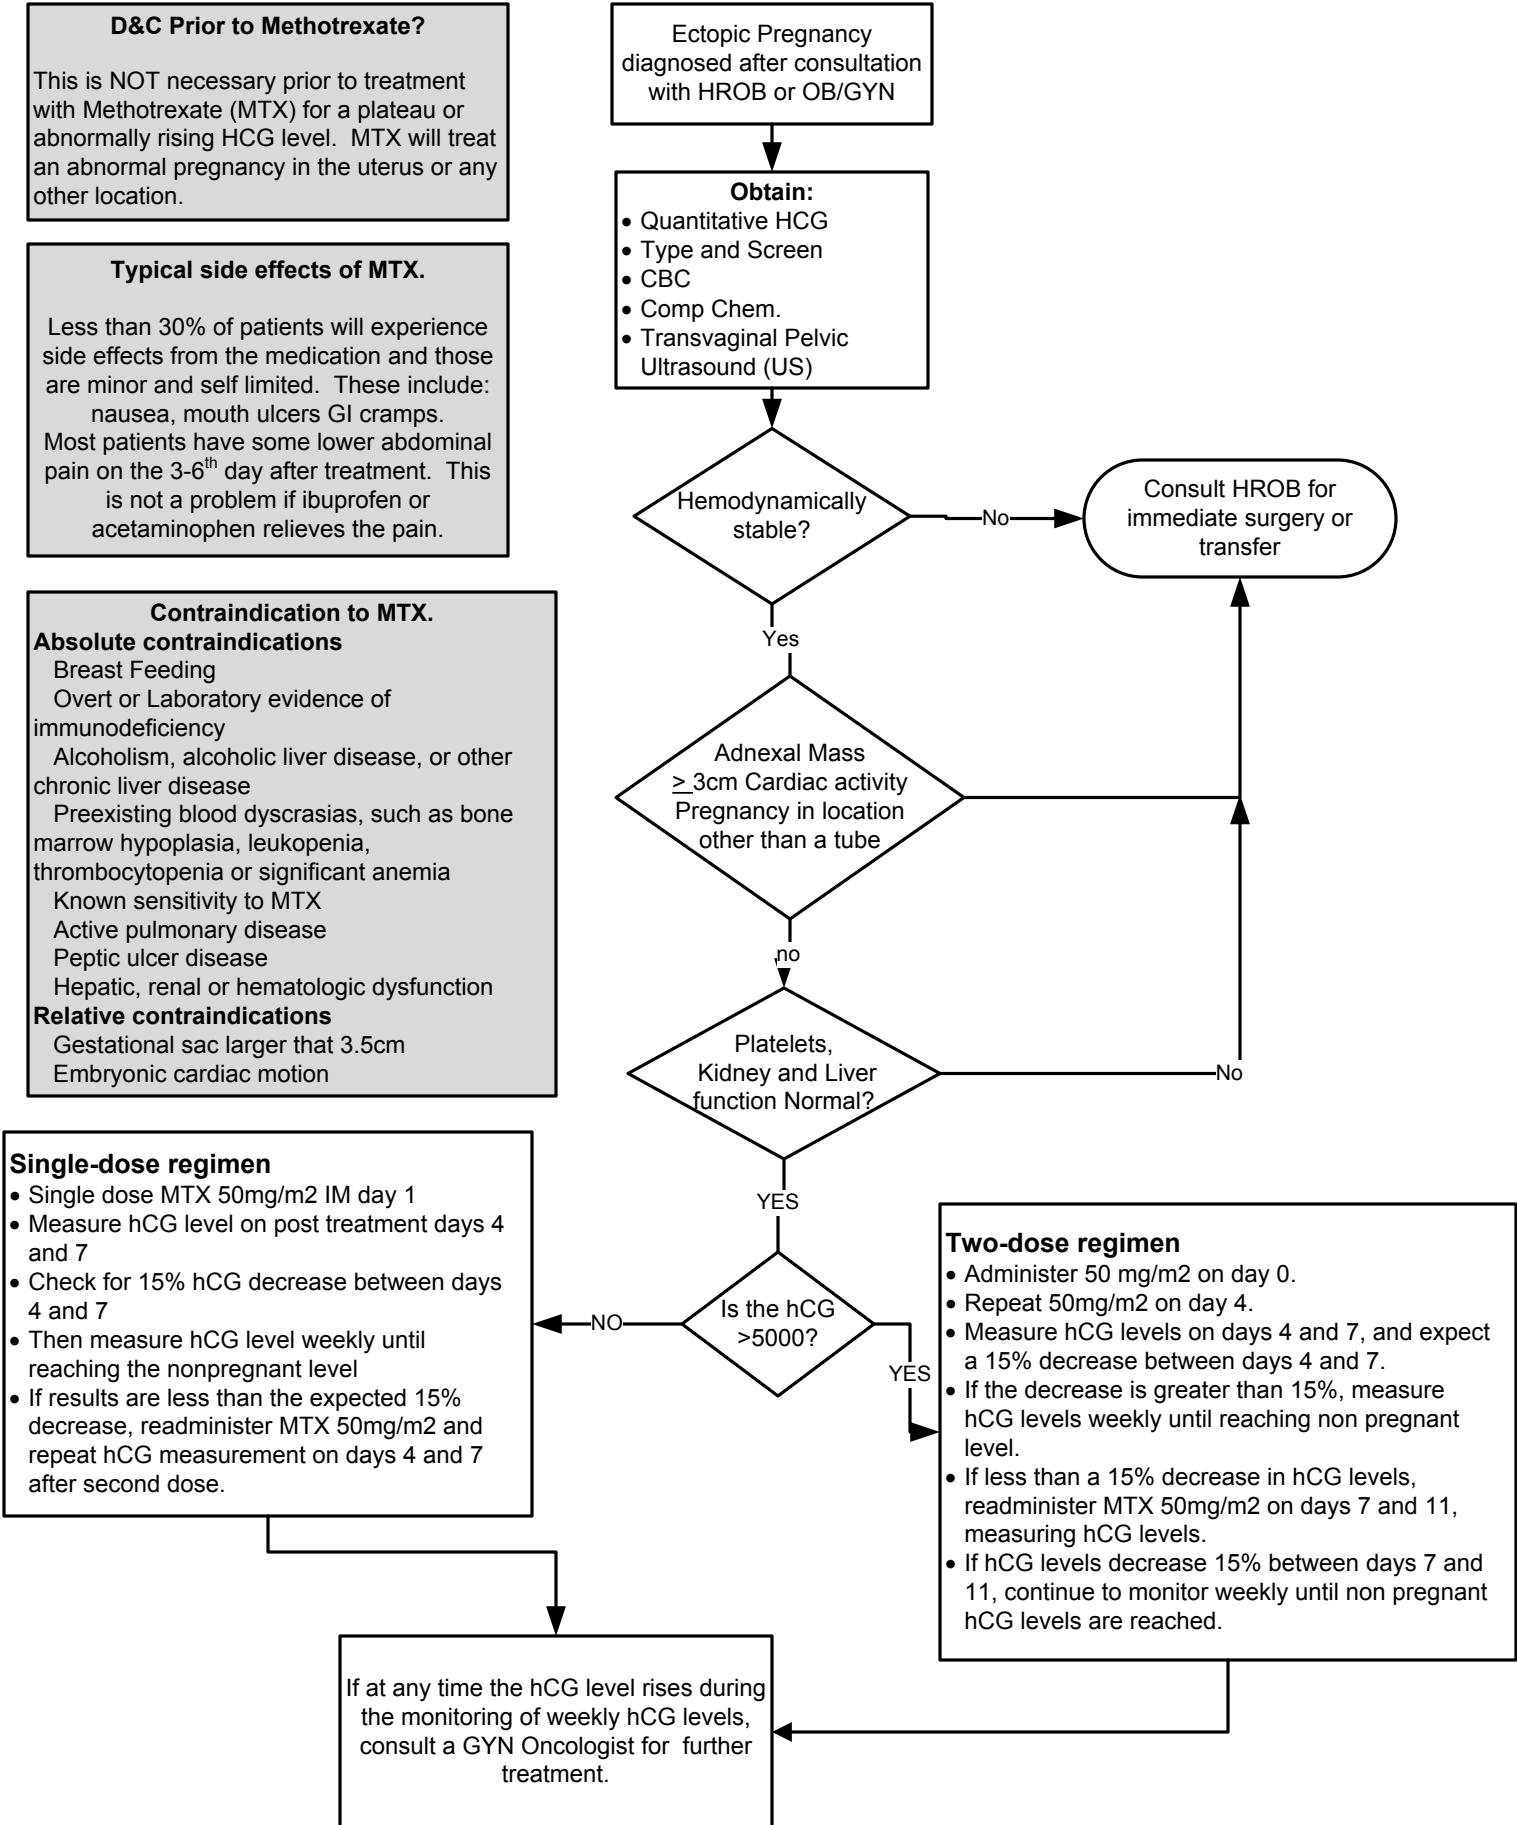 D&C Prior to Methotrexate?
This is NOT necessary prior to treatment
with Methotrexate (MTX) for a plateau or
abnormally rising HCG level.  MTX will treat
an abnormal pregnancy in the uterus or any
other location.
Typical side effects of MTX.
Less than 30% of patients will experience
side effects from the medication and those
are minor and self limited.  These include:
nausea, mouth ulcers GI cramps.
Most patients have some lower abdominal
pain on the 3-6th day after treatment.  This
is not a problem if ibuprofen or
acetaminophen relieves the pain.
Contraindication to MTX.
Absolute contraindications
Breast Feeding
Overt or Laboratory evidence of
immunodeficiency
Alcoholism, alcoholic liver disease, or other
chronic liver disease
Preexisting blood dyscrasias, such as bone
marrow hypoplasia, leukopenia,
thrombocytopenia or significant anemia
Known sensitivity to MTX
Active pulmonary disease
Peptic ulcer disease
Hepatic, renal or hematologic dysfunction
Relative contraindications
Gestational sac larger that 3.5cm
Embryonic cardiac motion
Ectopic Pregnancy
diagnosed after consultation
with HROB or OB/GYN
Obtain:
• Quantitative HCG
• Type and Screen
• CBC
• Comp Chem.
• Transvaginal Pelvic
Ultrasound (US)
Hemodynamically
stable?
No
Consult HROB for
immediate surgery or
transfer
Yes
Adnexal Mass
≥ 3cm Cardiac activity
Pregnancy in location
other than a tube
no
Platelets,
Kidney and Liver
function Normal?
No
YES
Is the hCG
>5000?
NO
YES
Single-dose regimen
• Single dose MTX 50mg/m2 IM day 1
• Measure hCG level on post treatment days 4
and 7
• Check for 15% hCG decrease between days
4 and 7
• Then measure hCG level weekly until
reaching the nonpregnant level
• If results are less than the expected 15%
decrease, readminister MTX 50mg/m2 and
repeat hCG measurement on days 4 and 7
after second dose.
Two-dose regimen
• Administer 50 mg/m2 on day 0.
• Repeat 50mg/m2 on day 4.
• Measure hCG levels on days 4 and 7, and expect
a 15% decrease between days 4 and 7.
• If the decrease is greater than 15%, measure
hCG levels weekly until reaching non pregnant
level.
• If less than a 15% decrease in hCG levels,
readminister MTX 50mg/m2 on days 7 and 11,
measuring hCG levels.
• If hCG levels decrease 15% between days 7 and
11, continue to monitor weekly until non pregnant
hCG levels are reached.
If at any time the hCG level rises during
the monitoring of weekly hCG levels,
consult a GYN Oncologist for  further
treatment.